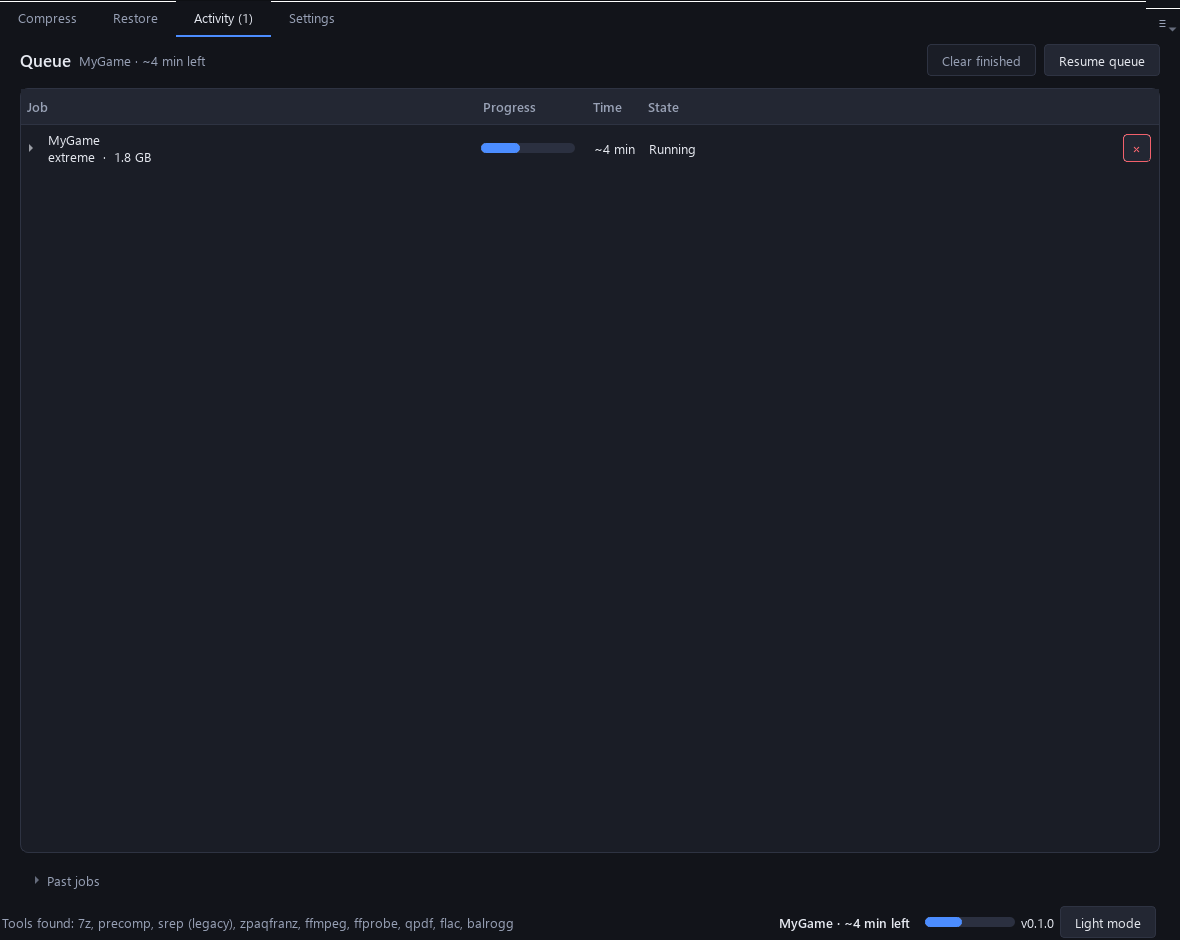 Compress Restore Activity (1) Settings
Queue MyGame · ~4 min left Clear finished Resume queue
Job Progress Time State
MyGame
extreme · 1.8 GB
~4 min Running ×
Past jobs
Tools found: 7z, precomp, srep (legacy), zpaqfranz, ffmpeg, ffprobe, qpdf, flac, balrogg MyGame · ~4 min left v0.1.0 Light mode